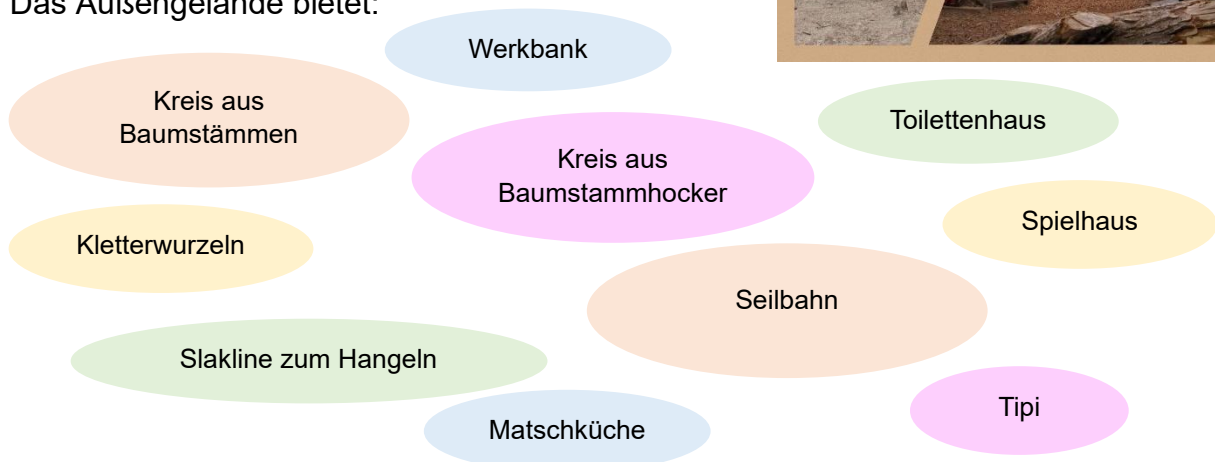 Das Außengelände bietet:
Werkbank
Kreis aus
Baumstämmen
Toilettenhaus
Kreis aus
Baumstammhocker
Spielhaus
Kletterwurzeln
Seilbahn
Slakline zum Hangeln
Tipi
Matschküche